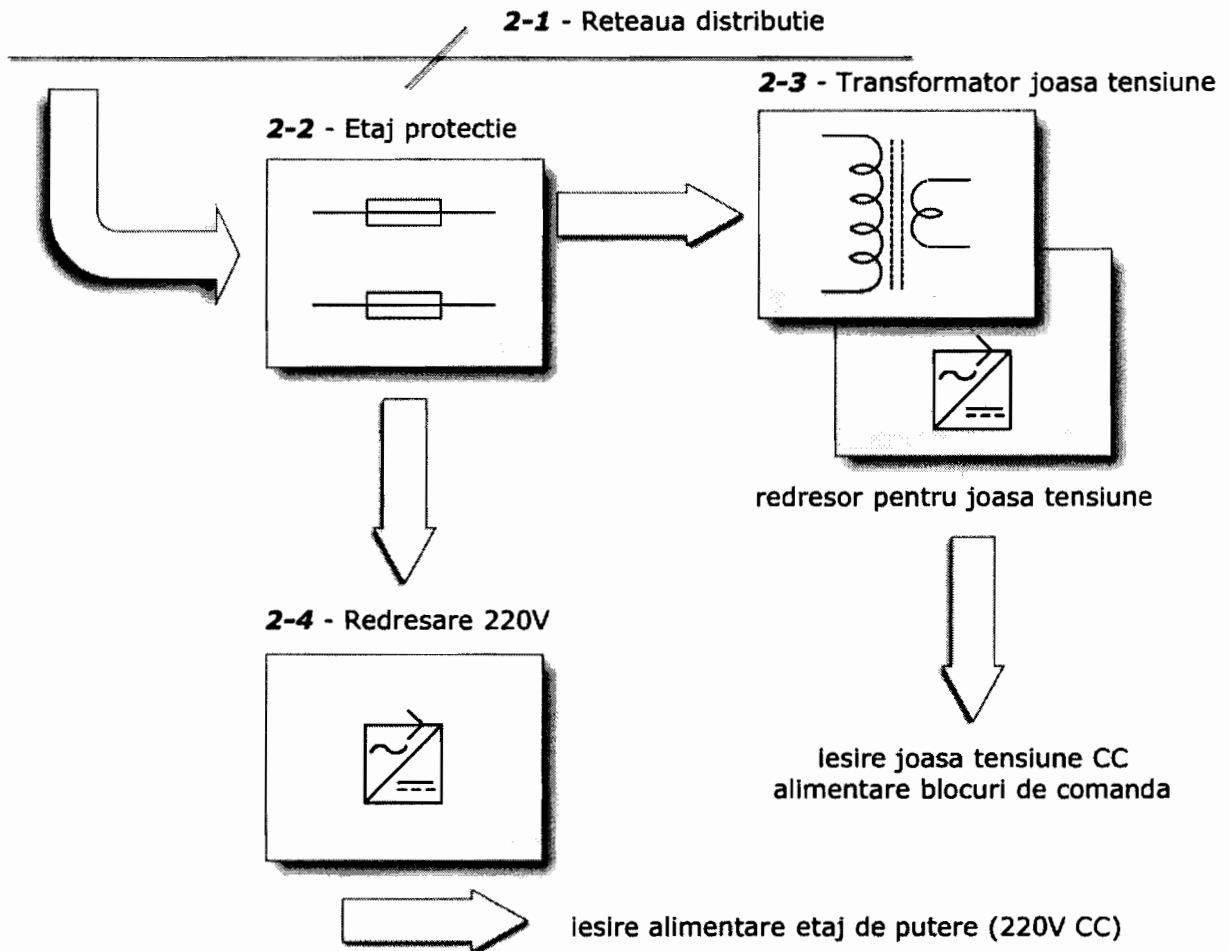 2-1 - Reteaua distributie
2-3 - Transformator joasa tensiune
2-2 - Etaj protectie
redresor pentru joasa tensiune
2-4 - Redresare 220V
iesire joasa tensiune CC
alimentare blocuri de comanda
iesire alimentare etaj de putere (220V CC)